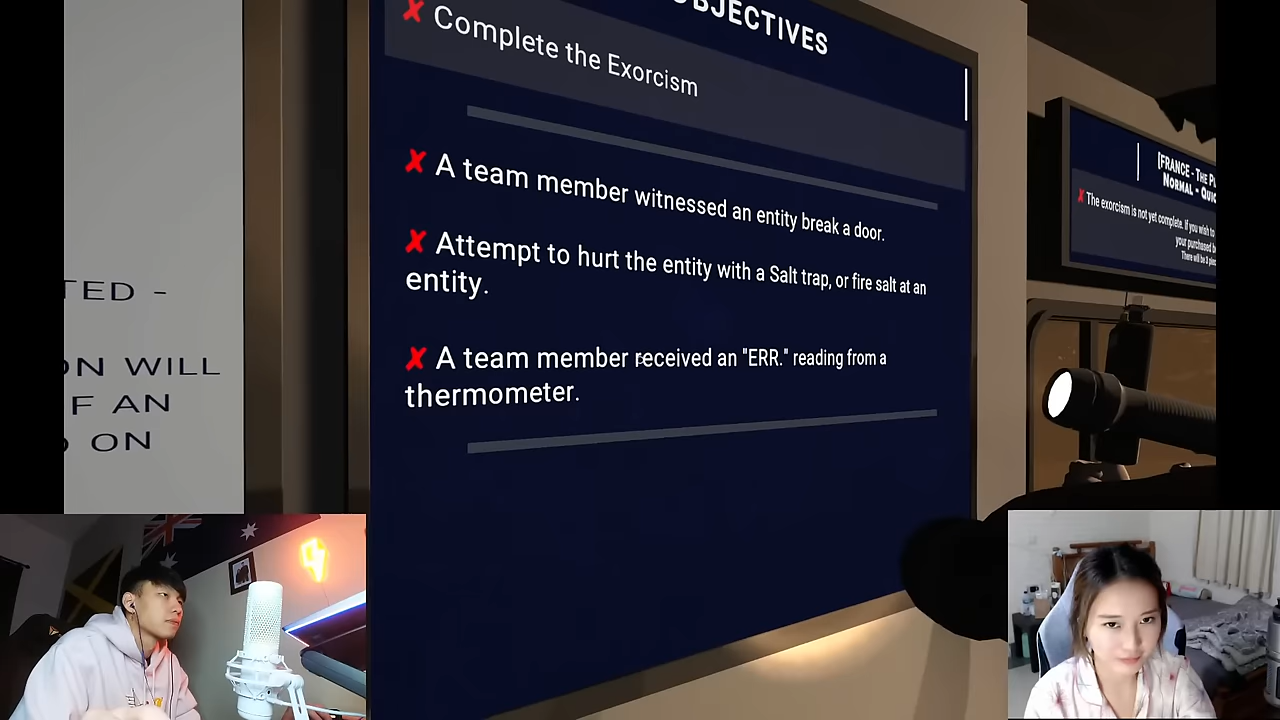 OBJECTIVES
✗ Complete the Exorcism
✗ A team member witnessed an entity break a door.
✗ Attempt to hurt the entity with a Salt trap, or fire salt at an
entity.
✗ A team member received an "ERR." reading from a
thermometer.
TED -
ON WILL
F AN
ON
[FRANCE - THE
NORMAL -
✗ The exorcism is not yet complete. If you wish to
your purchased
There will be 3